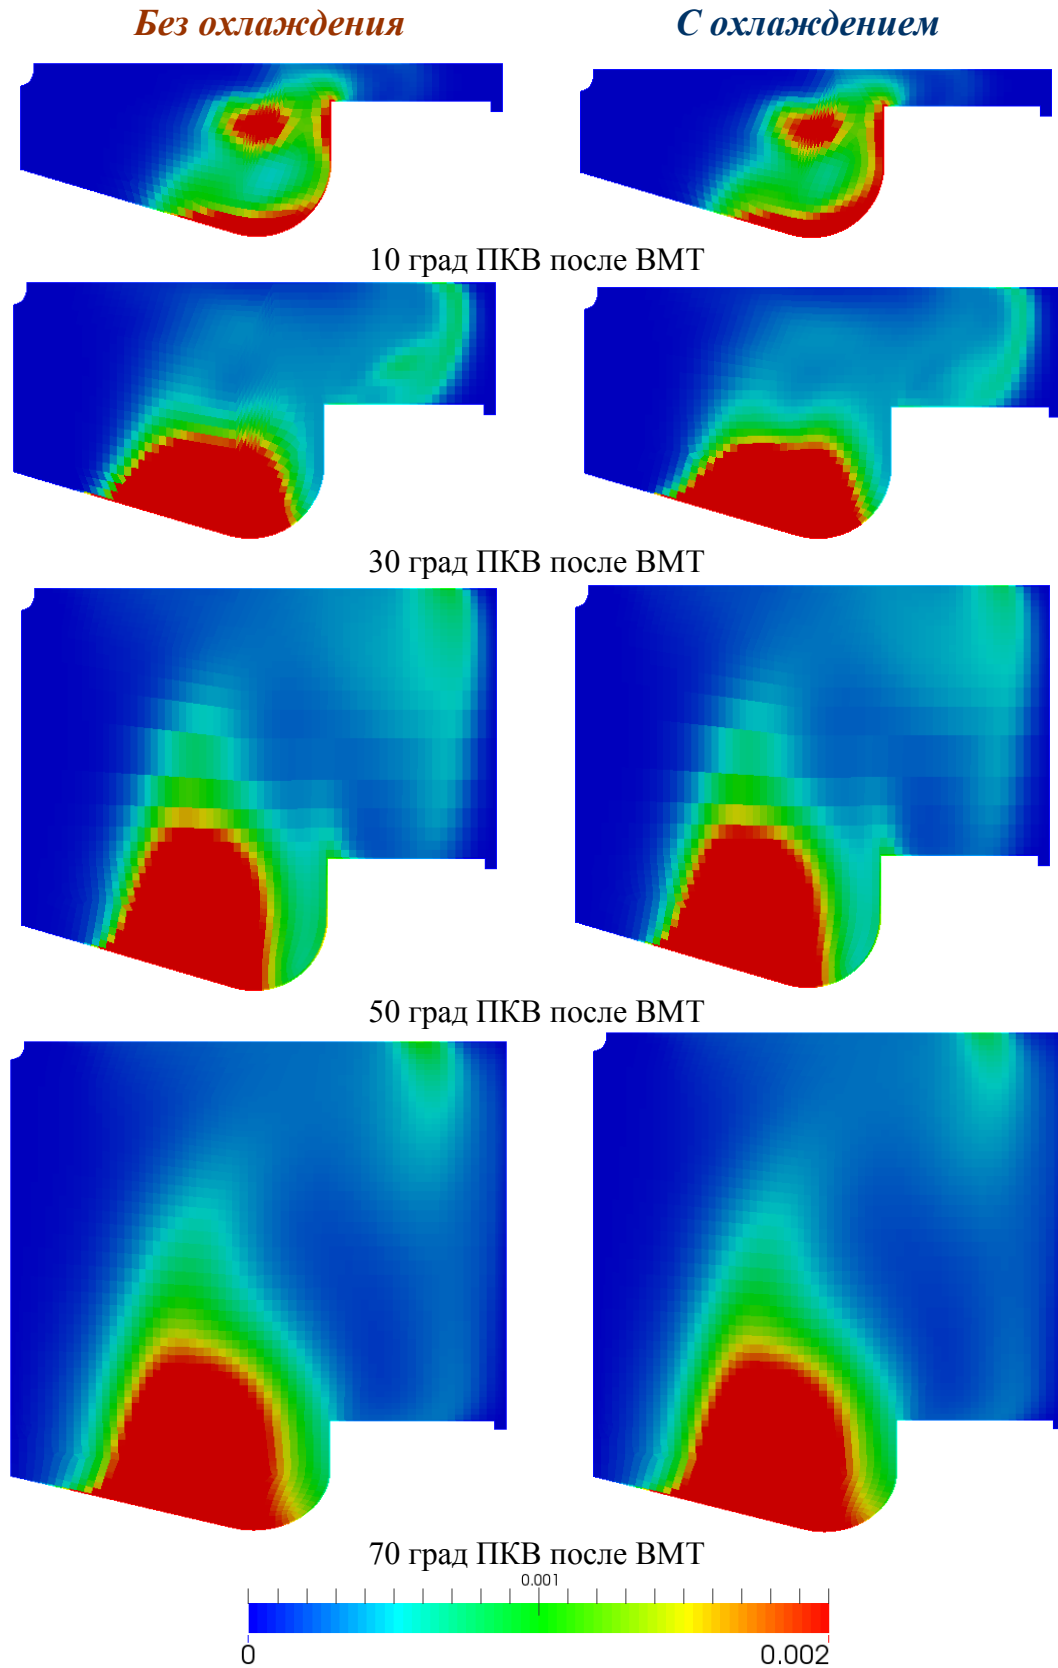 Без охлаждения
С охлаждением
10 град ПКВ после ВМТ
30 град ПКВ после ВМТ
50 град ПКВ после ВМТ
70 град ПКВ после ВМТ
0.001
0
0.002